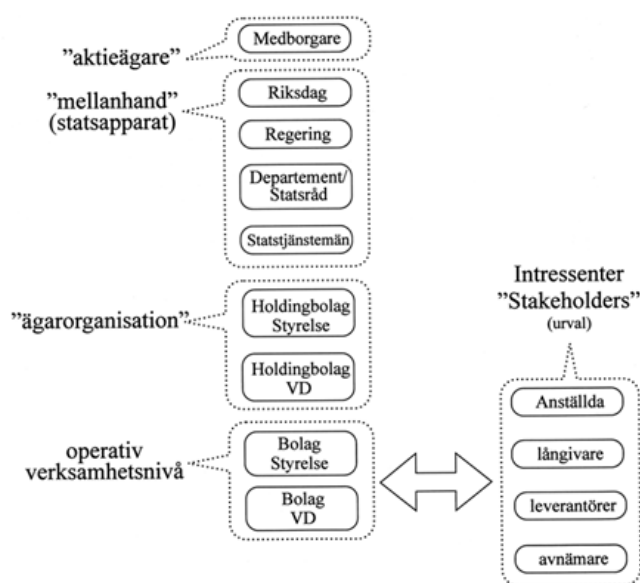 Medborgare
”aktieägare”
”mellanhand”
(statsapparat)
Riksdag
Regering
Departement/
Statsråd
Statstjänstemän
”ägarorganisation”
Holdingbolag
Styrelse
Holdingbolag
VD
operativ
verksamhetsnivå
Bolag
Styrelse
Bolag
VD
Intressenter
”Stakeholders”
(urval)
Anställda
långivare
leverantörer
avnämare